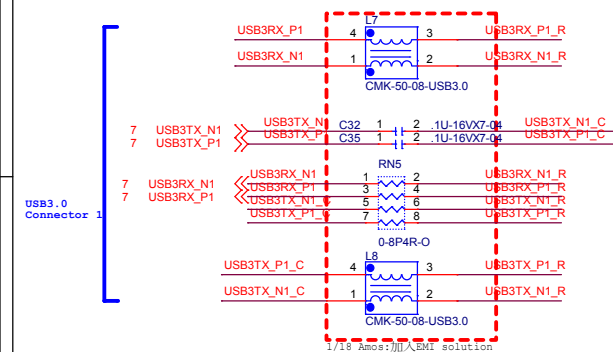 L7
USB3RX_P1 4 3 USB3RX_P1_R
USB3RX_N1 1 2 USB3RX_N1_R
CMK-50-08-USB3.0
7 USB3TX_N1 USB3TX_N C32 1 2 .1U-16VX7-04 USB3TX_N1_C
7 USB3TX_P1 USB3TX_P C35 1 2 .1U-16VX7-04 USB3TX_P1_C
RN5
7 USB3RX_N1 USB3RX_N1 1 2 USB3RX_N1_R
7 USB3RX_P1 USB3RX_P1 3 4 USB3RX_P1_R
USB3TX_N1_C 5 6 USB3TX_N1_R
USB3TX_P1_C 7 8 USB3TX_P1_R
0-8P4R-O
USB3.0
Connector 1
L8
USB3TX_P1_C 4 3 USB3TX_P1_R
USB3TX_N1_C 1 2 USB3TX_N1_R
CMK-50-08-USB3.0
1/18 Amos:加入EMI solution